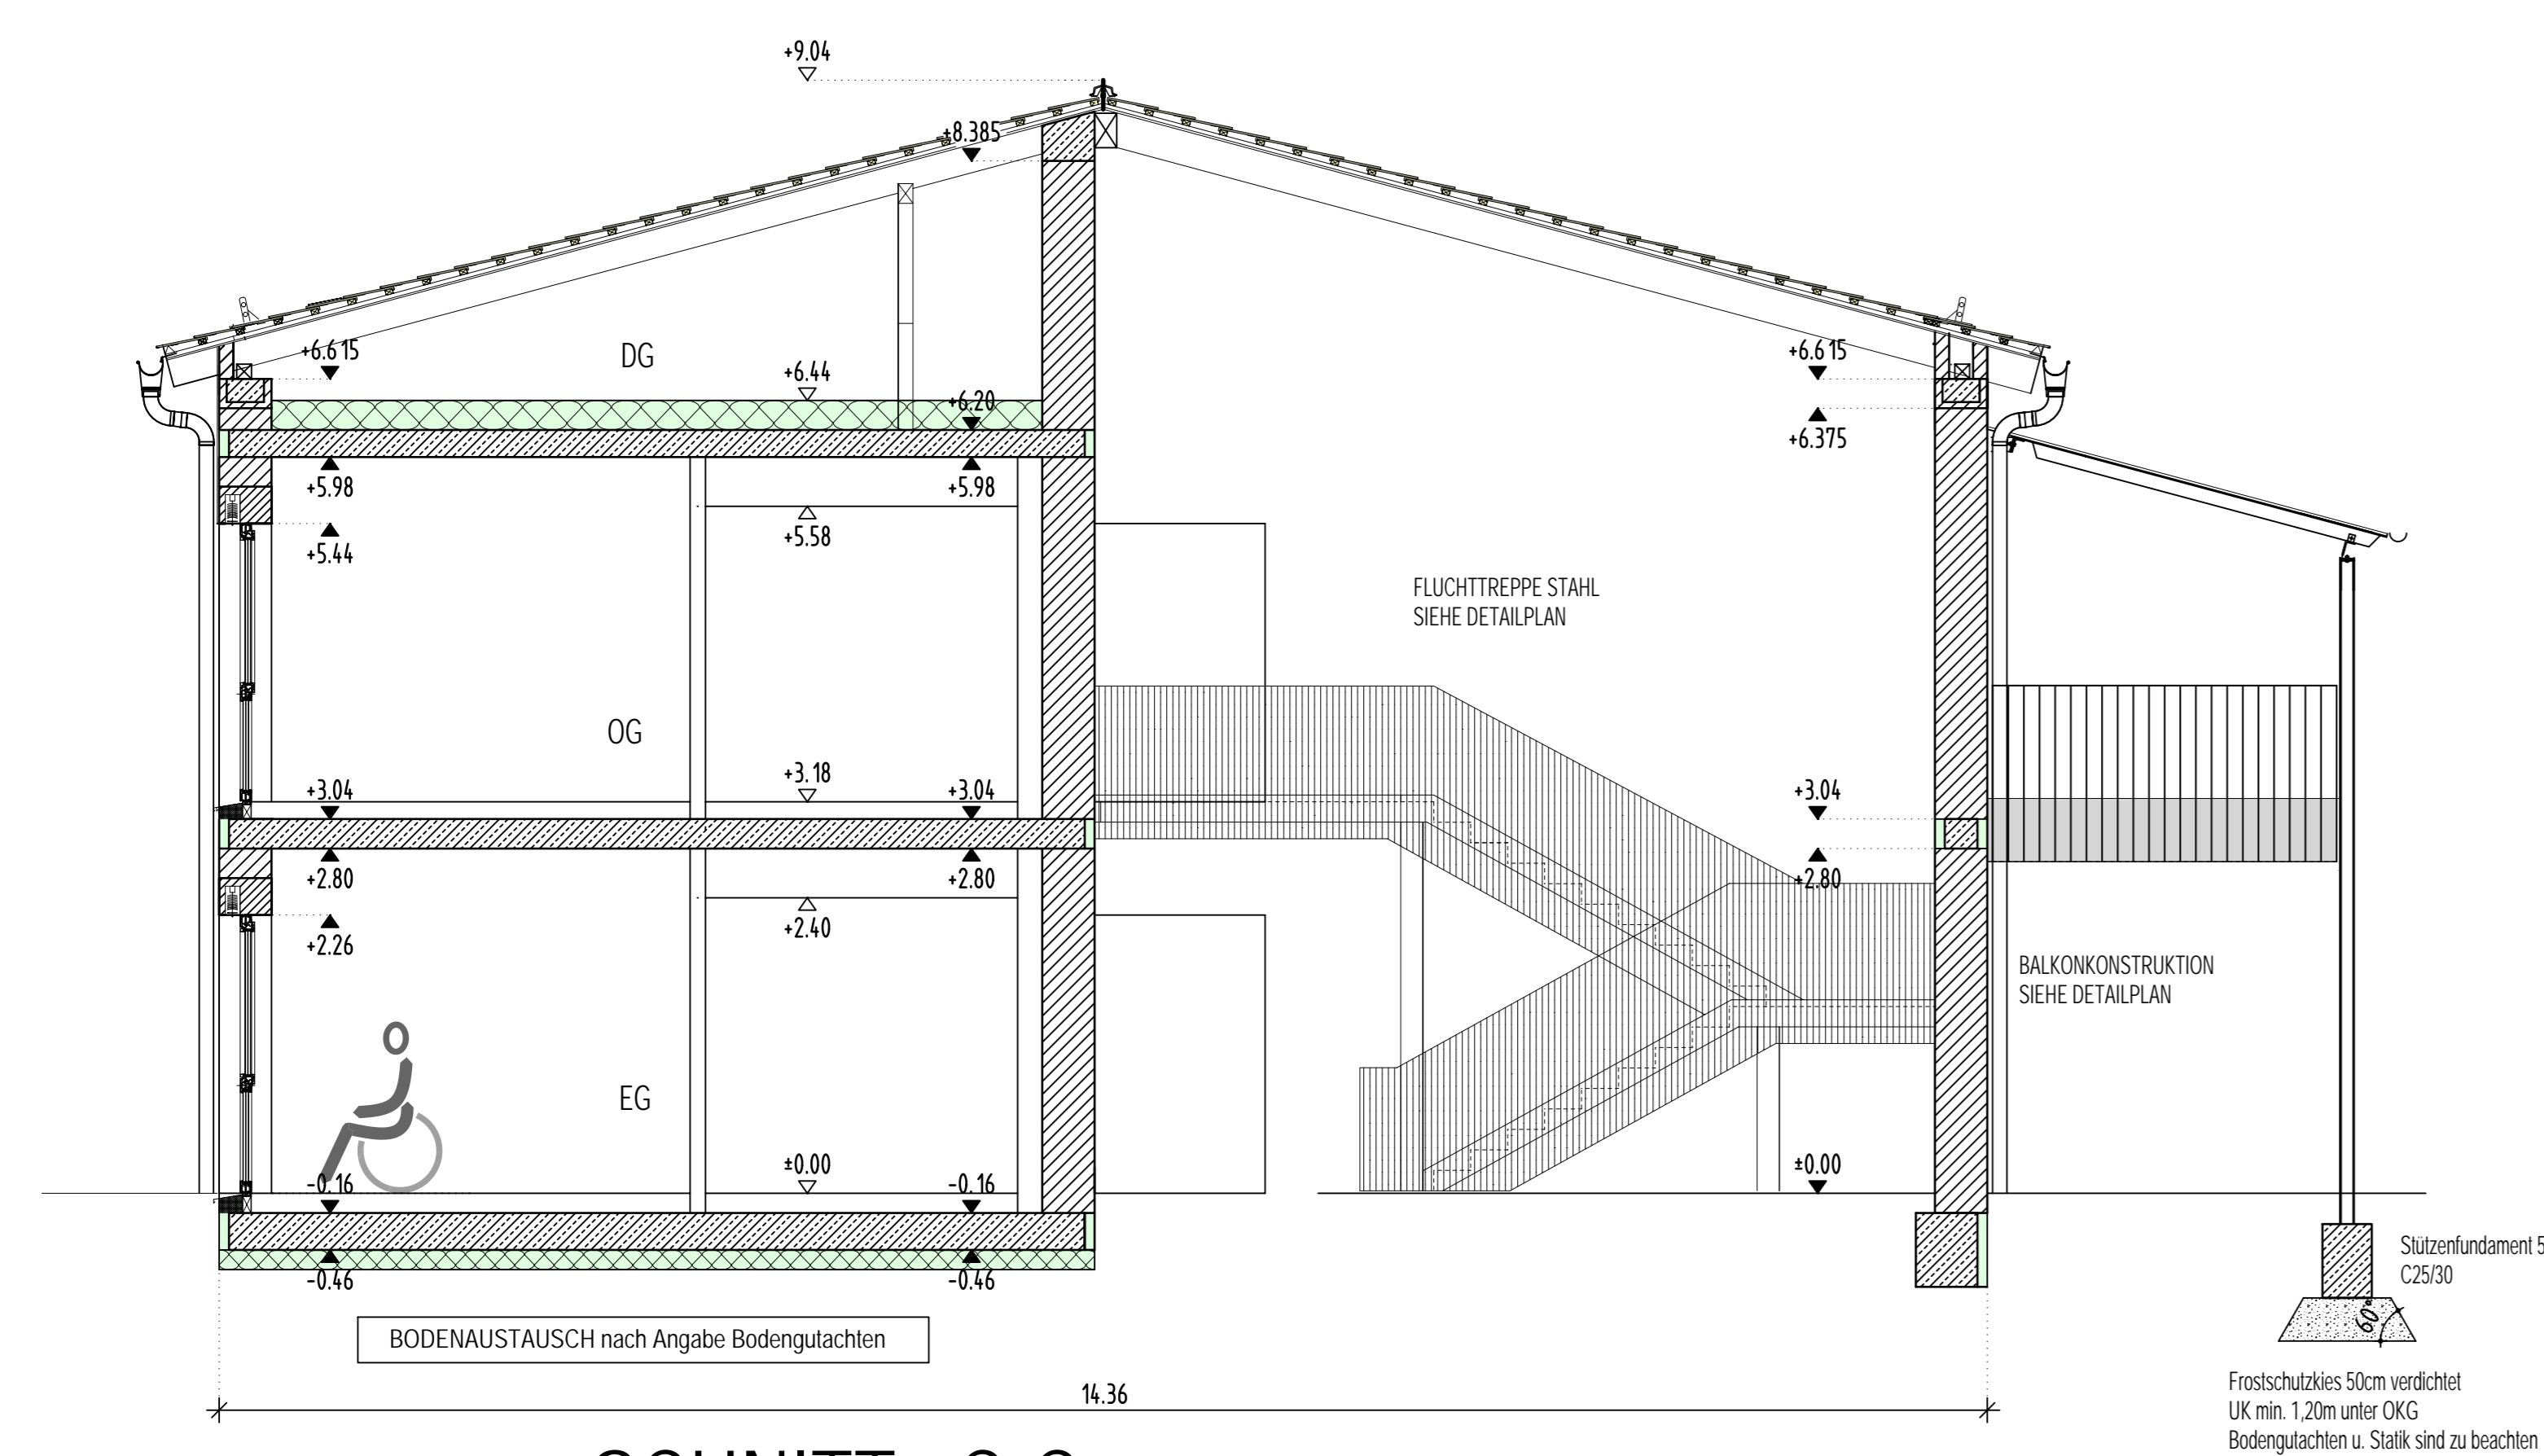 +9.04
+8.385
+6.615
DG
+6.44
+6.20
+6.615
+6.375
+5.98
+5.98
+5.44
+5.58
FLUCHTTREPPE STAHL
SIEHE DETAILPLAN
OG
+3.04
+3.18
+3.04
+3.04
+2.80
+2.80
+2.80
+2.26
+2.40
BALKONKONSTRUKTION
SIEHE DETAILPLAN
EG
-0.16
±0.00
-0.16
±0.00
-0.46
-0.46
Stützenfundament 5
C25/30
60°
BODENAUSTAUSCH nach Angabe Bodengutachten
14.36
Frostschutzkies 50cm verdichtet
UK min. 1,20m unter OKG
Bodengutachten u. Statik sind zu beachten
SCHNITT